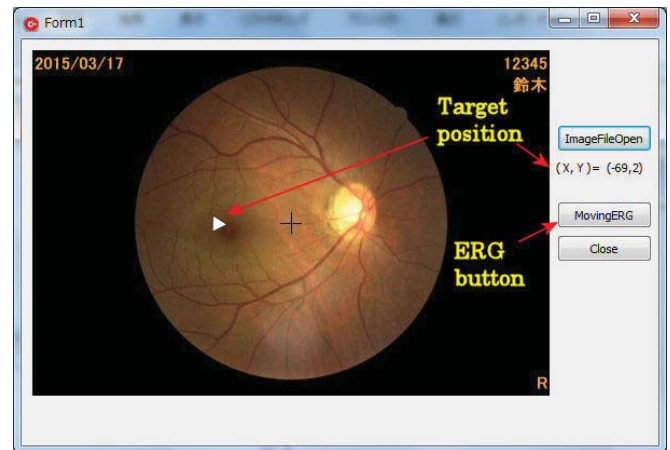 Form1
2015/03/17
12345
鈴木
Target
position
ImageFileOpen
(X, Y)= (-69,2)
MovingERG
ERG
button
Close
R